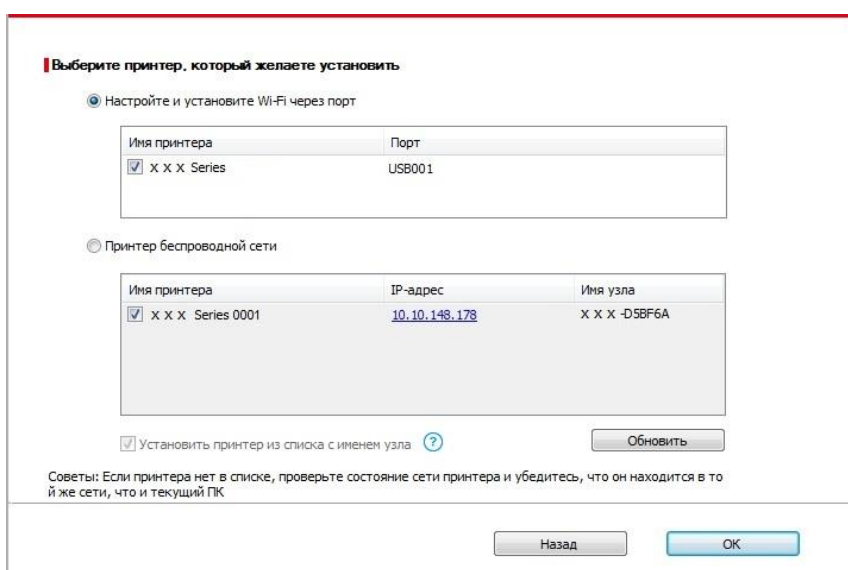 Выберите принтер, который желаете установить
Настройте и установите Wi-Fi через порт
Имя принтера Порт
X X X Series USB001
Принтер беспроводной сети
Имя принтера IP-адрес Имя узла
X X X Series 0001 10.10.148.178 X X X -D5BF6A
Установить принтер из списка с именем узла ?
Обновить
Советы: Если принтера нет в списке, проверьте состояние сети принтера и убедитесь, что он находится в то
й же сети, что и текущий ПК
Назад OK